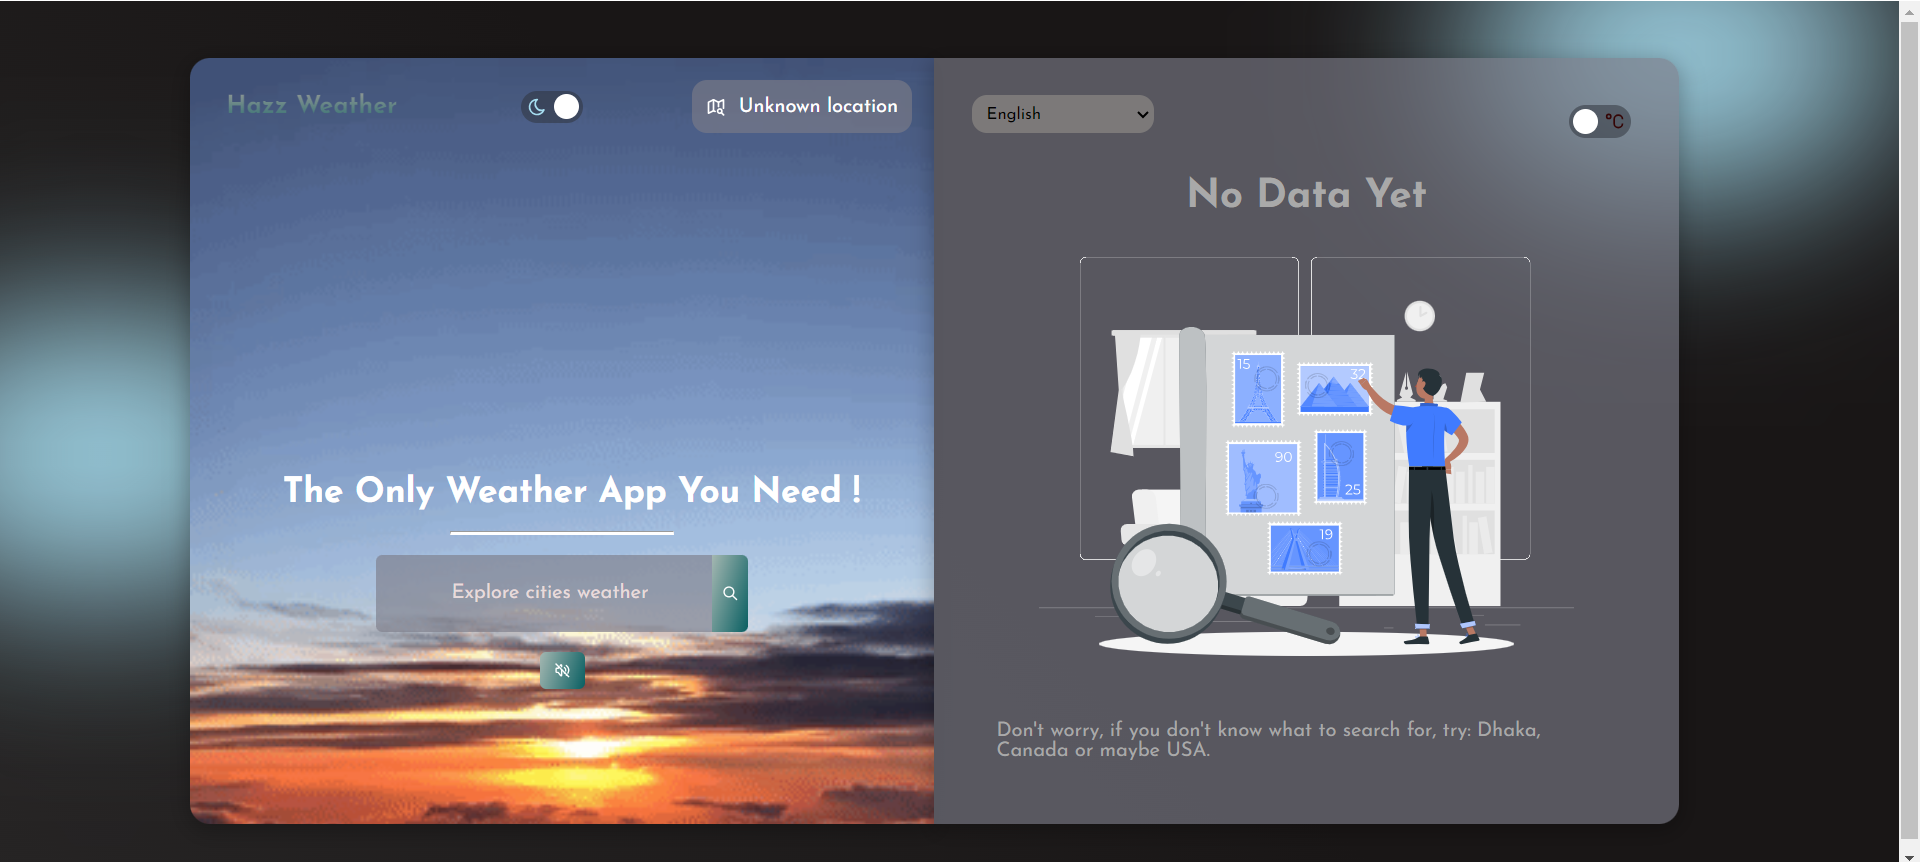 Hazz Weather
Unknown location
English
°C
No Data Yet
15
32
90
25
19
The Only Weather App You Need !
Explore cities weather
Don't worry, if you don't know what to search for, try: Dhaka,
Canada or maybe USA.